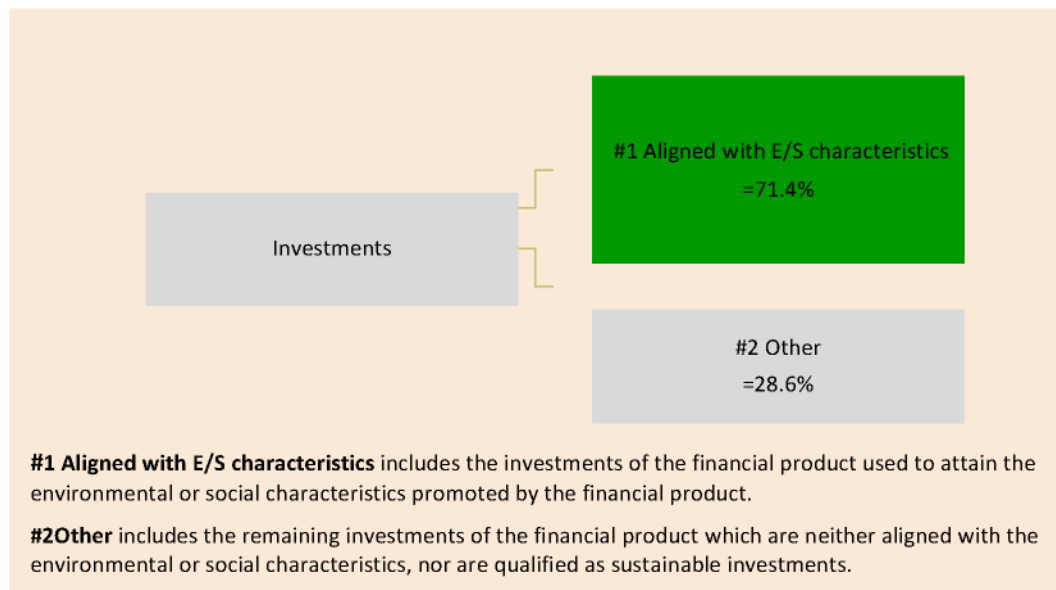 #1 Aligned with E/S characteristics
=71.4%
Investments
#2 Other
=28.6%
#1 Aligned with E/S characteristics includes the investments of the financial product used to attain the
environmental or social characteristics promoted by the financial product.
#2Other includes the remaining investments of the financial product which are neither aligned with the
environmental or social characteristics, nor are qualified as sustainable investments.